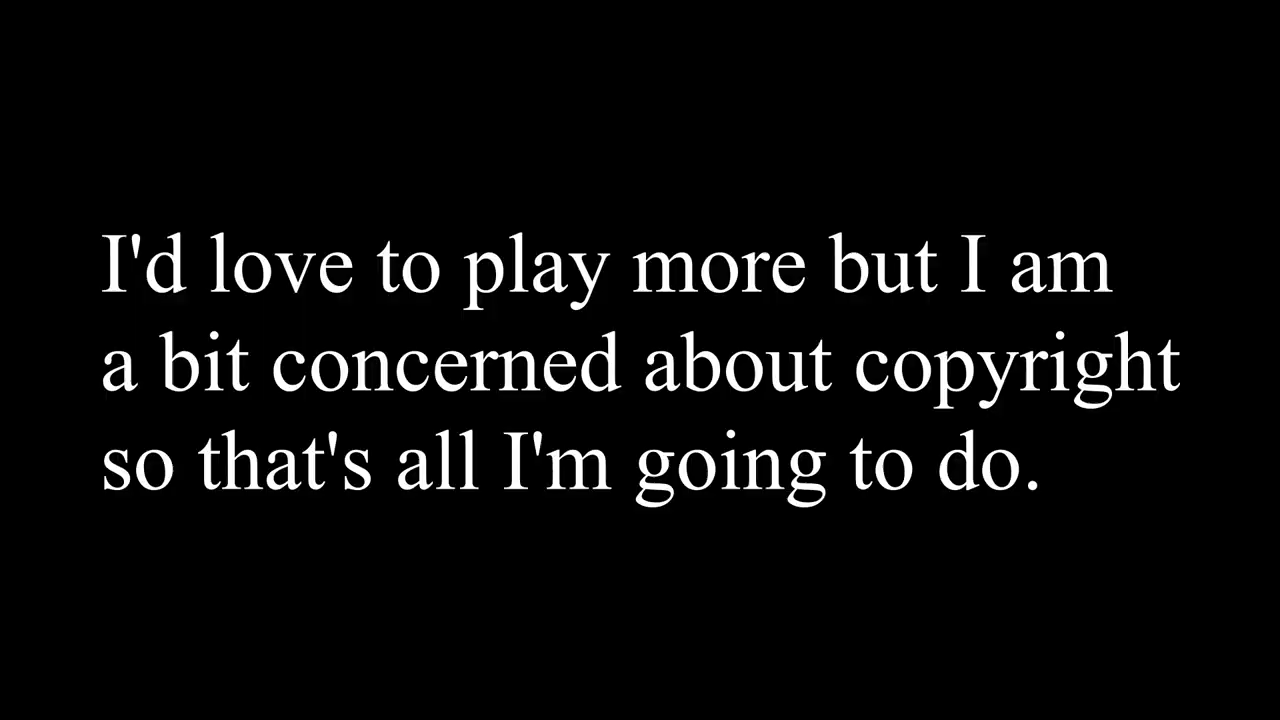 I'd love to play more but I am
a bit concerned about copyright
so that's all I'm going to do.